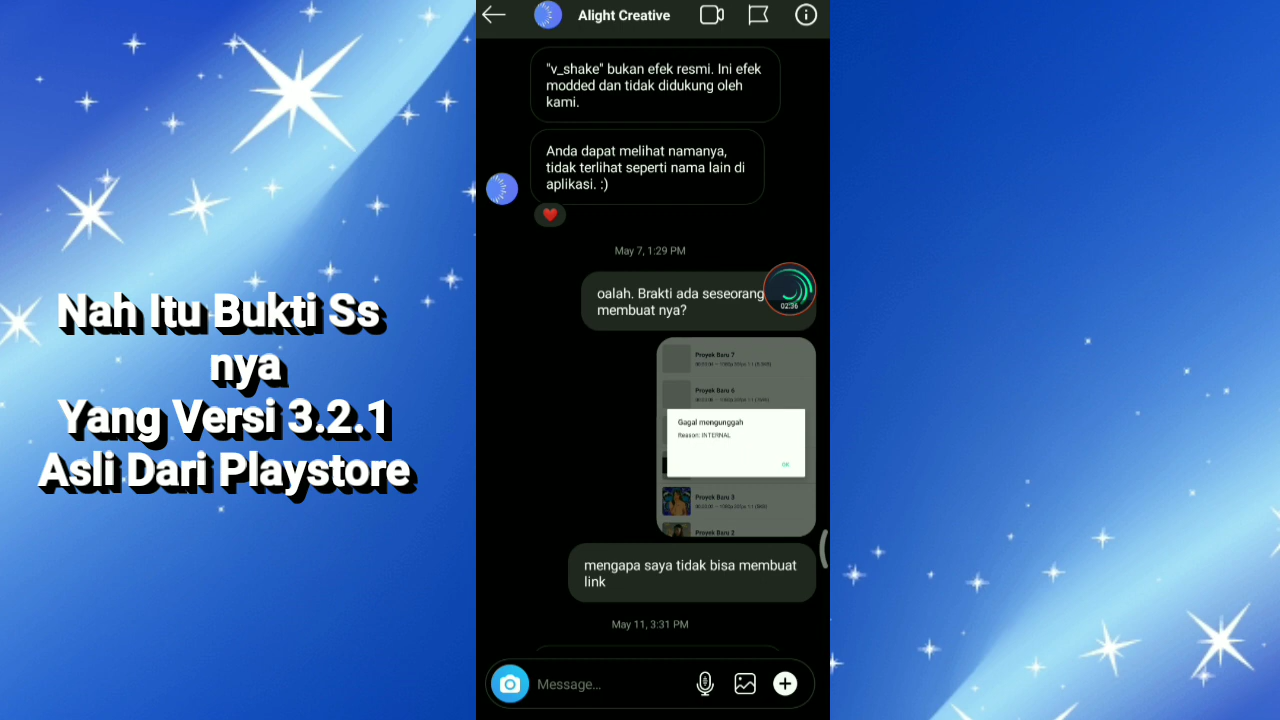 Nah Itu Bukti Ss
nya
Yang Versi 3.2.1
Asli Dari Playstore
Alight Creative
"v_shake" bukan efek resmi. Ini efek
modded dan tidak didukung oleh
kami.
Anda dapat melihat namanya,
tidak terlihat seperti nama lain di
aplikasi. :)
May 7, 1:29 PM
oalah. Brakti ada seseorang
membuat nya?
02:36
Proyek Baru 7
Proyek Baru 6
Gagal mengunggah
Reason: INTERNAL
OK
Proyek Baru 3
Proyek Baru 2
mengapa saya tidak bisa membuat
link
May 11, 3:31 PM
Message...